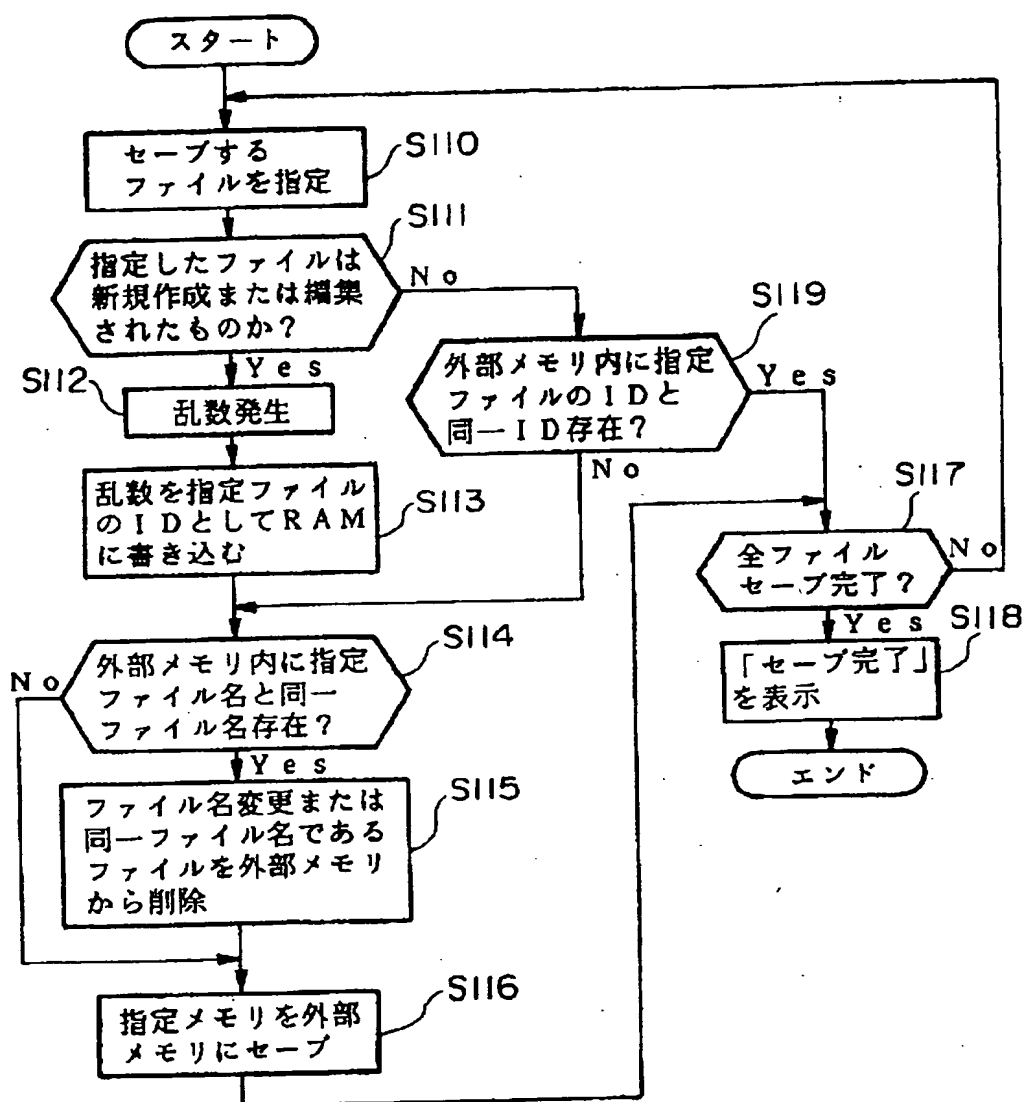 スタート
セーブする
ファイルを指定
S110
指定したファイルは
新規作成または編集
されたものか?
S111
No
Yes
S112
乱数発生
乱数を指定ファイル
のIDとしてRAM
に書き込む
S113
外部メモリ内に指定
ファイルのIDと
同一ID存在?
S119
Yes
No
外部メモリ内に指定
ファイル名と同一
ファイル名存在?
S114
No
Yes
ファイル名変更または
同一ファイル名である
ファイルを外部メモリ
から削除
S115
指定メモリを外部
メモリにセーブ
S116
全ファイル
セーブ完了?
S117
No
Yes
「セーブ完了」
を表示
S118
エンド